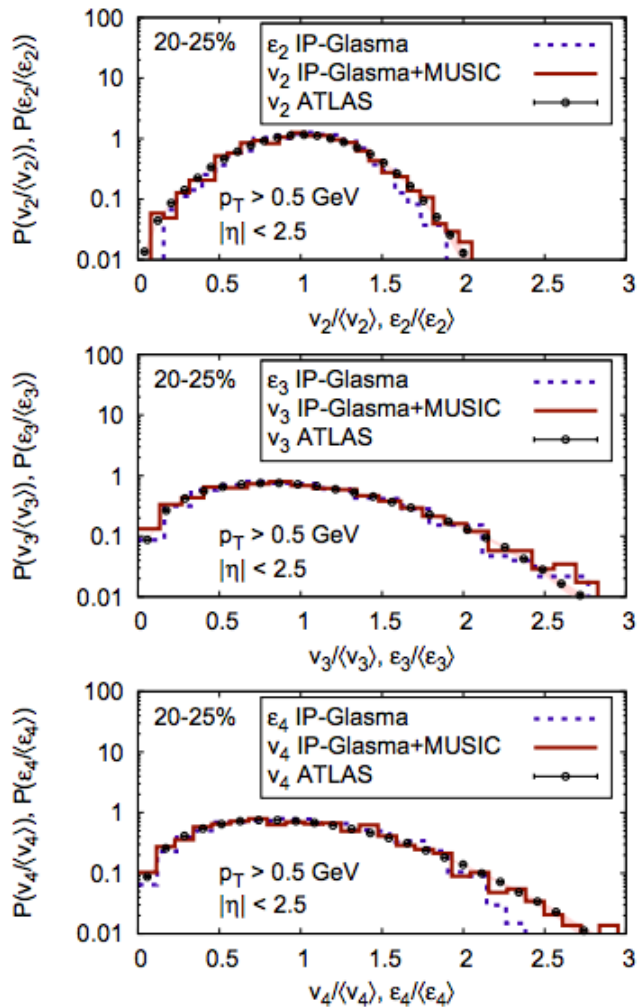 100
10
1
0.1
0.01
P(v₂/⟨v₂⟩), P(ε₂/⟨ε₂⟩)
20-25%
ε₂ IP-Glasma
v₂ IP-Glasma+MUSIC
v₂ ATLAS
p_T > 0.5 GeV
|η| < 2.5
0 0.5 1 1.5 2 2.5 3
v₂/⟨v₂⟩, ε₂/⟨ε₂⟩
100
10
1
0.1
0.01
P(v₃/⟨v₃⟩), P(ε₃/⟨ε₃⟩)
20-25%
ε₃ IP-Glasma
v₃ IP-Glasma+MUSIC
v₃ ATLAS
p_T > 0.5 GeV
|η| < 2.5
0 0.5 1 1.5 2 2.5 3
v₃/⟨v₃⟩, ε₃/⟨ε₃⟩
100
10
1
0.1
0.01
P(v₄/⟨v₄⟩), P(ε₄/⟨ε₄⟩)
20-25%
ε₄ IP-Glasma
v₄ IP-Glasma+MUSIC
v₄ ATLAS
p_T > 0.5 GeV
|η| < 2.5
0 0.5 1 1.5 2 2.5 3
v₄/⟨v₄⟩, ε₄/⟨ε₄⟩